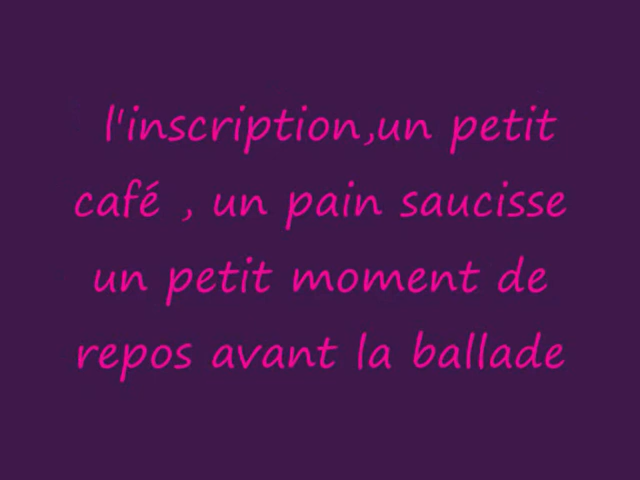 l'inscription,un petit
café , un pain saucisse
un petit moment de
repos avant la ballade